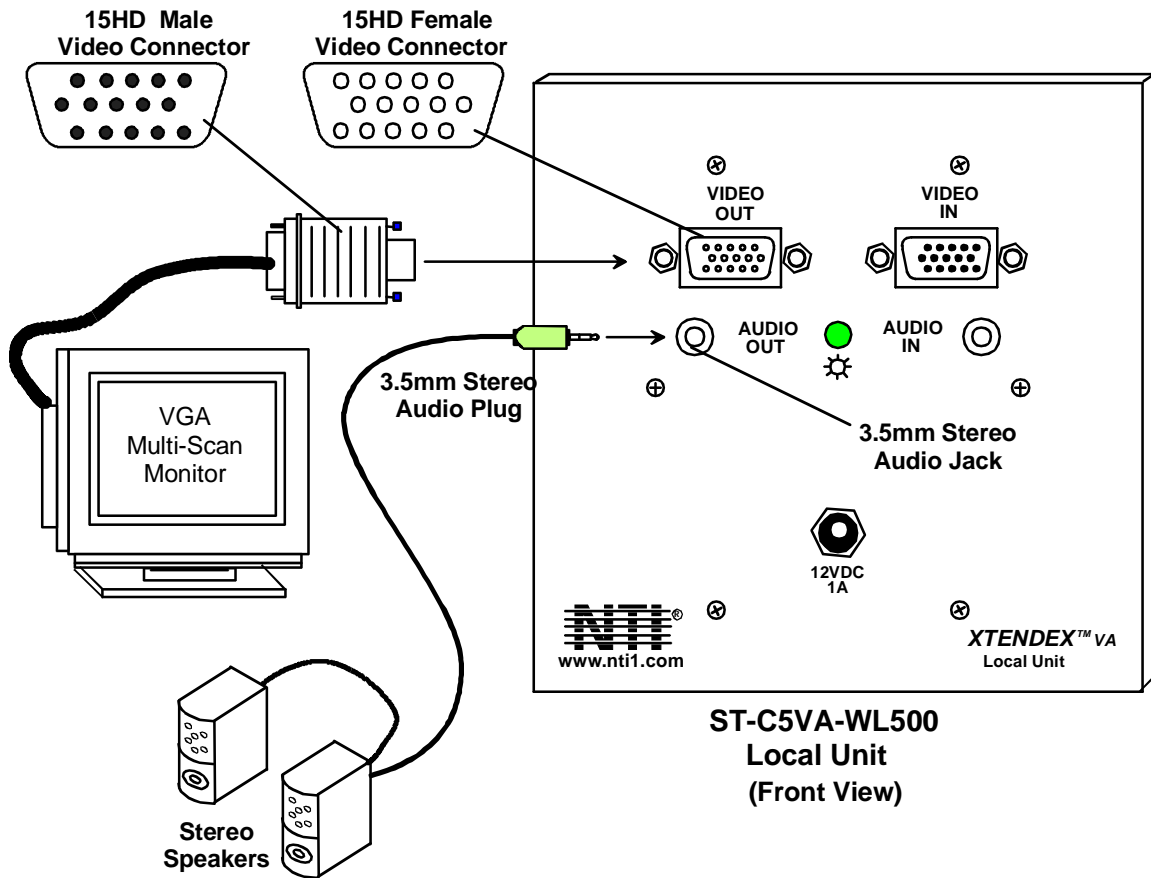 15HD Male
Video Connector
15HD Female
Video Connector
VIDEO
OUT
VIDEO
IN
AUDIO
OUT
AUDIO
IN
3.5mm Stereo
Audio Plug
VGA
Multi-Scan
Monitor
3.5mm Stereo
Audio Jack
12VDC
1A
NTI®
www.nti1.com
XTENDEX™ VA
Local Unit
ST-C5VA-WL500
Local Unit
(Front View)
Stereo
Speakers